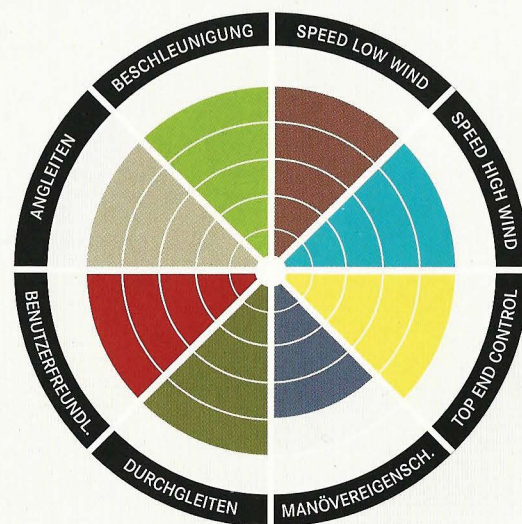 BESCHLEUNIGUNG
SPEED LOW WIND
SPEED HIGH WIND
TOP END CONTROL
MANÖVEREIGENSCH.
DURCHGLEITEN
BENUTZERFREUNDL.
ANGLEITEN